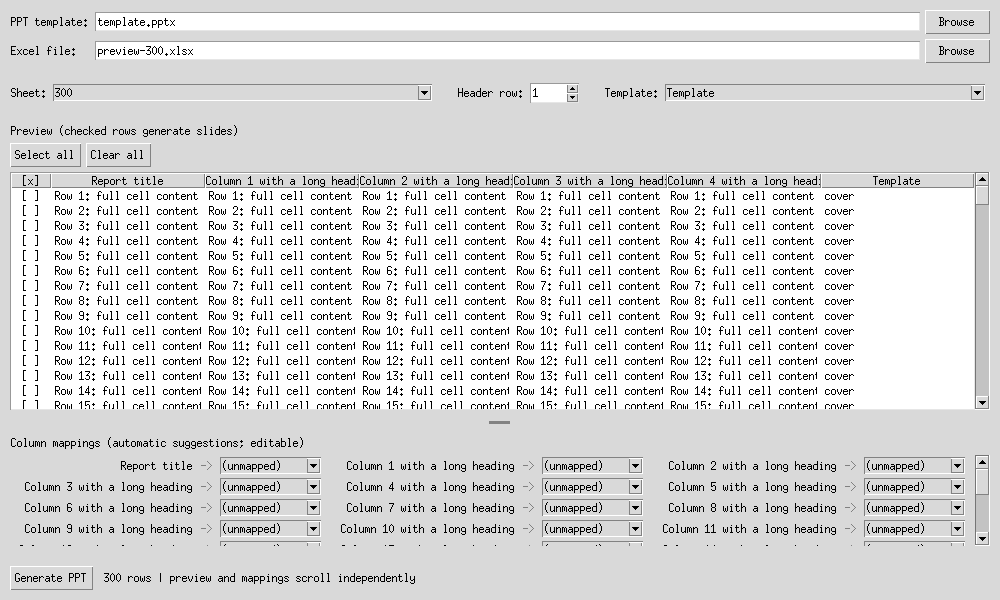 PPT template: template.pptx Browse
Excel file: preview-300.xlsx Browse
Sheet: 300 Header row: 1 Template: Template
Preview (checked rows generate slides)
Select all Clear all
[x] Report title Column 1 with a long head: Column 2 with a long head: Column 3 with a long head: Column 4 with a long head: Template
[ ] Row 1: full cell content Row 1: full cell content Row 1: full cell content Row 1: full cell content Row 1: full cell content cover
[ ] Row 2: full cell content Row 2: full cell content Row 2: full cell content Row 2: full cell content Row 2: full cell content cover
[ ] Row 3: full cell content Row 3: full cell content Row 3: full cell content Row 3: full cell content Row 3: full cell content cover
[ ] Row 4: full cell content Row 4: full cell content Row 4: full cell content Row 4: full cell content Row 4: full cell content cover
[ ] Row 5: full cell content Row 5: full cell content Row 5: full cell content Row 5: full cell content Row 5: full cell content cover
[ ] Row 6: full cell content Row 6: full cell content Row 6: full cell content Row 6: full cell content Row 6: full cell content cover
[ ] Row 7: full cell content Row 7: full cell content Row 7: full cell content Row 7: full cell content Row 7: full cell content cover
[ ] Row 8: full cell content Row 8: full cell content Row 8: full cell content Row 8: full cell content Row 8: full cell content cover
[ ] Row 9: full cell content Row 9: full cell content Row 9: full cell content Row 9: full cell content Row 9: full cell content cover
[ ] Row 10: full cell content Row 10: full cell content Row 10: full cell content Row 10: full cell content Row 10: full cell content cover
[ ] Row 11: full cell content Row 11: full cell content Row 11: full cell content Row 11: full cell content Row 11: full cell content cover
[ ] Row 12: full cell content Row 12: full cell content Row 12: full cell content Row 12: full cell content Row 12: full cell content cover
[ ] Row 13: full cell content Row 13: full cell content Row 13: full cell content Row 13: full cell content Row 13: full cell content cover
[ ] Row 14: full cell content Row 14: full cell content Row 14: full cell content Row 14: full cell content Row 14: full cell content cover
[ ] Row 15: full cell content Row 15: full cell content Row 15: full cell content Row 15: full cell content Row 15: full cell content cover
Column mappings (automatic suggestions; editable)
Report title -> (unmapped) Column 1 with a long heading -> (unmapped) Column 2 with a long heading -> (unmapped)
Column 3 with a long heading -> (unmapped) Column 4 with a long heading -> (unmapped) Column 5 with a long heading -> (unmapped)
Column 6 with a long heading -> (unmapped) Column 7 with a long heading -> (unmapped) Column 8 with a long heading -> (unmapped)
Column 9 with a long heading -> (unmapped) Column 10 with a long heading -> (unmapped) Column 11 with a long heading -> (unmapped)
Generate PPT 300 rows | preview and mappings scroll independently